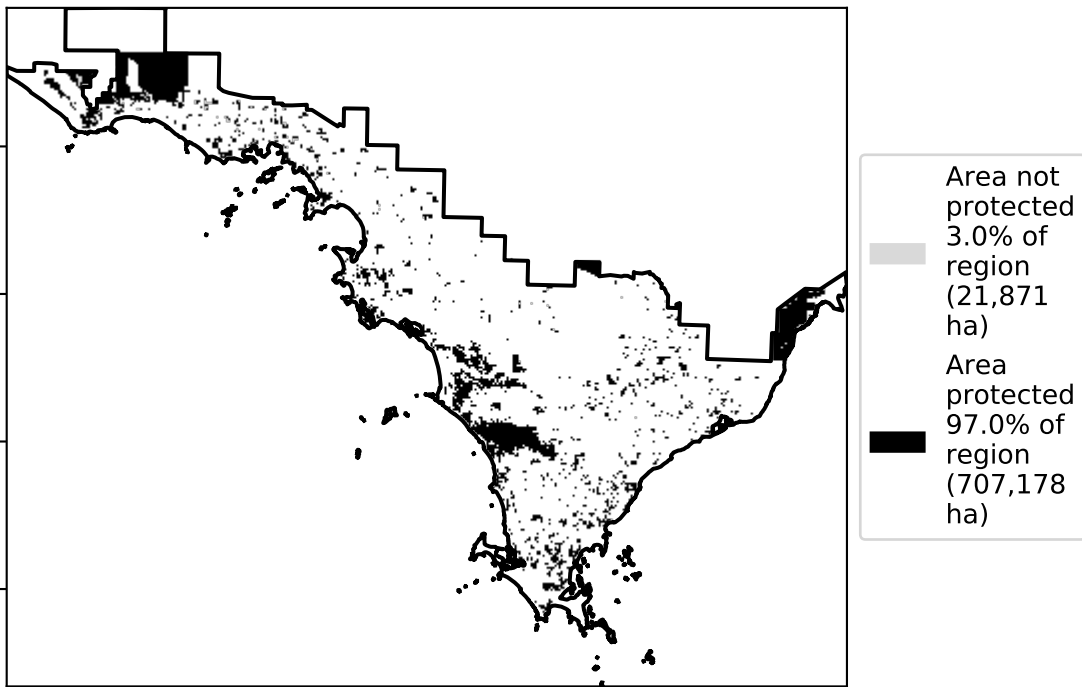 Area not
protected
3.0% of
region
(21,871
ha)
Area
protected
97.0% of
region
(707,178
ha)